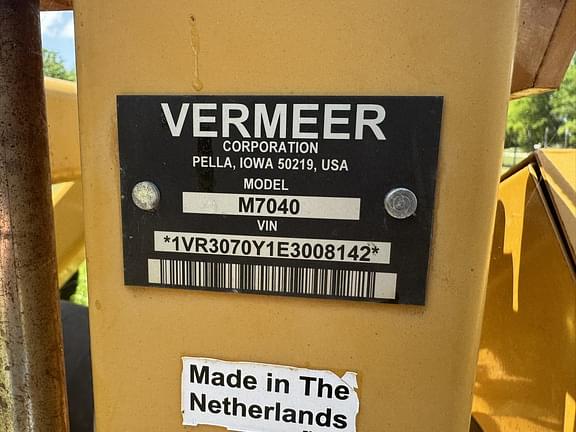 VERMEER
CORPORATION
PELLA, IOWA 50219, USA
MODEL
M7040
VIN
*1VR3070Y1E3008142*
Made in The
Netherlands